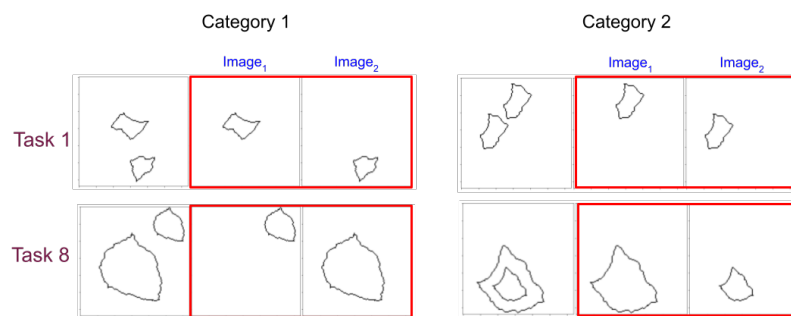 Category 1
Category 2
Image1
Image2
Image1
Image2
Task 1
Task 8